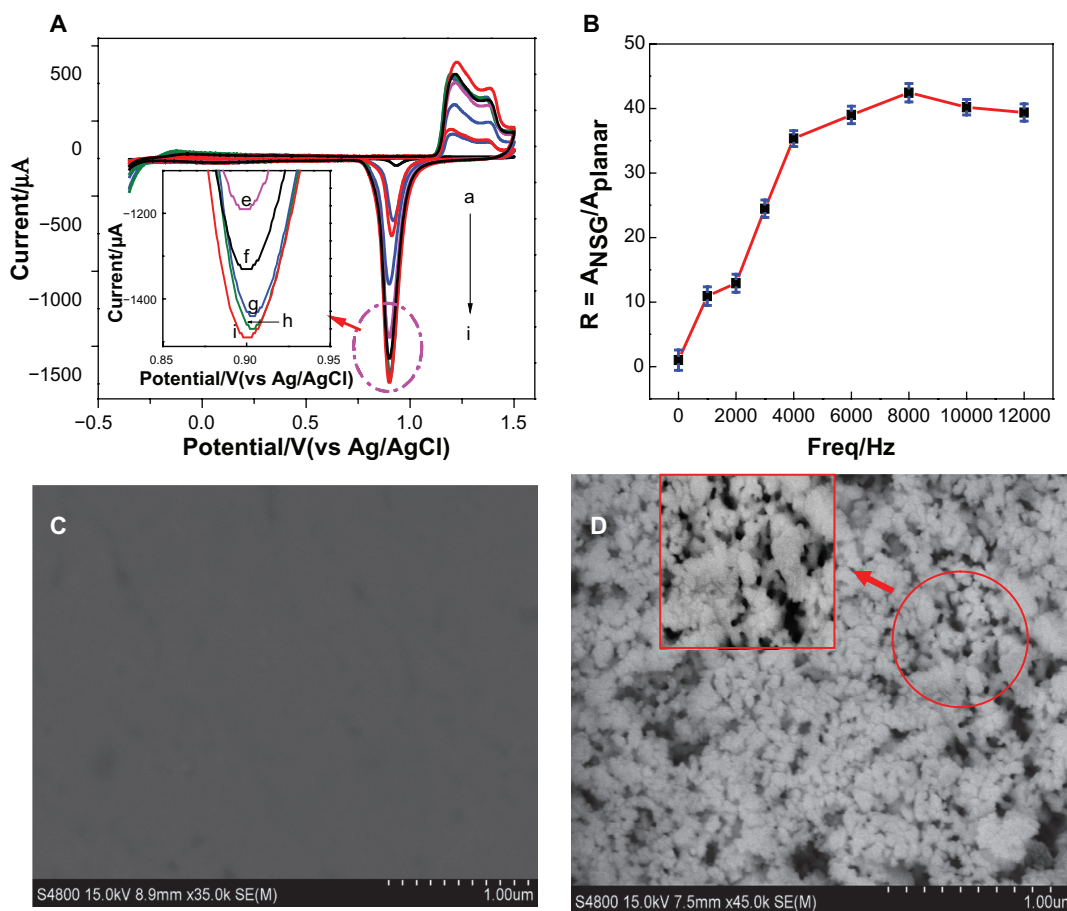 A
Current/µA
500
0
−500
−1000
−1500
−0.5
0.0
0.5
1.0
1.5
Potential/V(vs Ag/AgCl)
a
i
Current/µA
−1200
−1400
0.85
0.90
0.95
Potential/V(vs Ag/AgCl)
e
f
g
h
i
B
R = ANSG/Aplanar
50
40
30
20
10
0
0
2000
4000
6000
8000
10000
12000
Freq/Hz
C
S4800 15.0kV 8.9mm x35.0k SE(M)
1.00um
D
S4800 15.0kV 7.5mm x45.0k SE(M)
1.00um